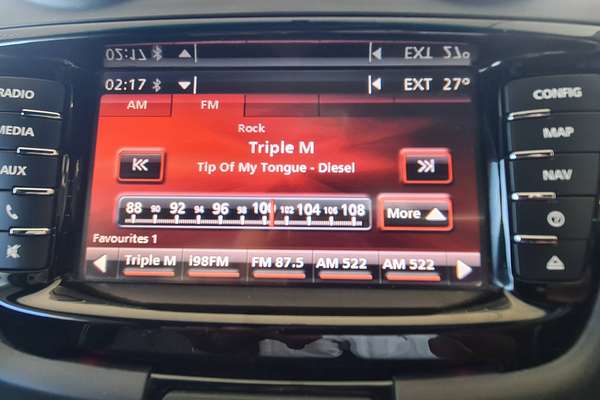 02:17 EXT 27°
AM FM
Rock
Triple M
Tip Of My Tongue - Diesel
88 90 92 94 96 98 100 102 104 106 108
More
Favourites 1
Triple M i98FM FM 87.5 AM 522 AM 522
RADIO
MEDIA
AUX
CONFIG
MAP
NAV